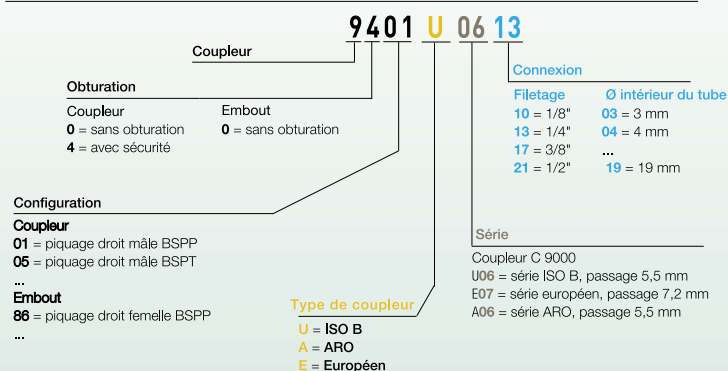 9401 U 06 13
Coupleur
Obturation
Coupleur
0 = sans obturation
4 = avec sécurité
Embout
0 = sans obturation
Connexion
Filetage
10 = 1/8"
13 = 1/4"
17 = 3/8"
21 = 1/2"
Ø intérieur du tube
03 = 3 mm
04 = 4 mm
...
19 = 19 mm
Configuration
Coupleur
01 = piquage droit mâle BSPP
05 = piquage droit mâle BSPT
...
Embout
86 = piquage droit femelle BSPP
...
Type de coupleur
U = ISO B
A = ARO
E = Européen
Série
Coupleur C 9000
U06 = série ISO B, passage 5,5 mm
E07 = série européen, passage 7,2 mm
A06 = série ARO, passage 5,5 mm